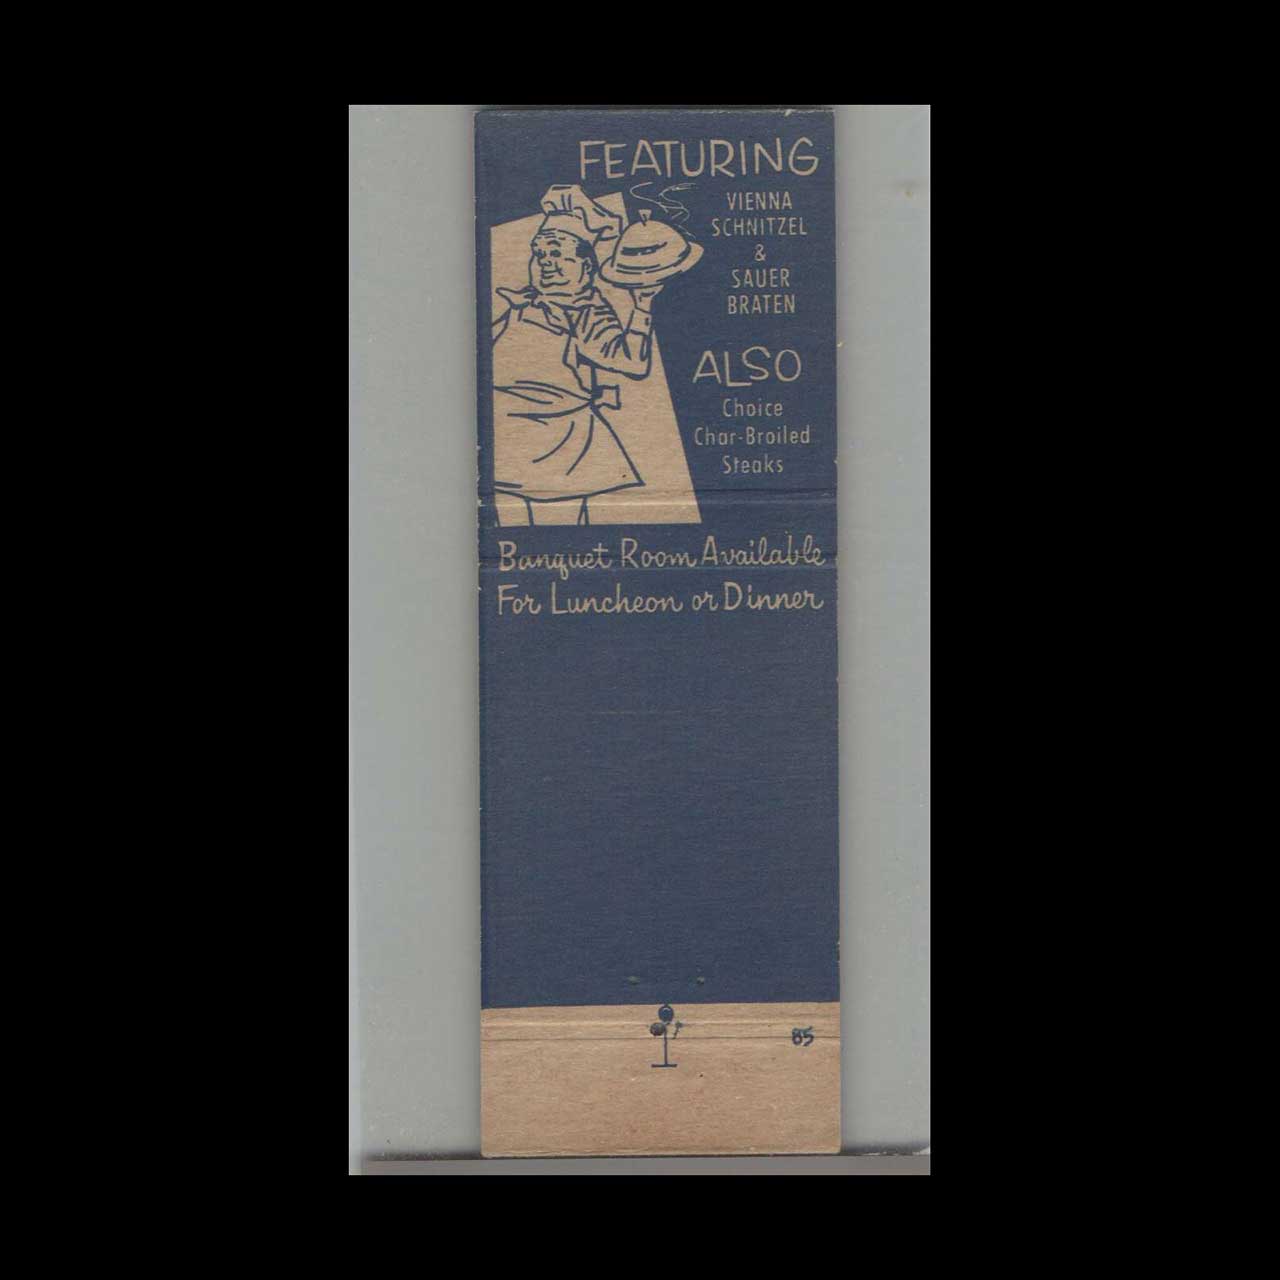 FEATURING
VIENNA
SCHNITZEL
&
SAUER
BRATEN
ALSO
Choice
Char-Broiled
Steaks
Banquet Room Available
For Luncheon or Dinner
85